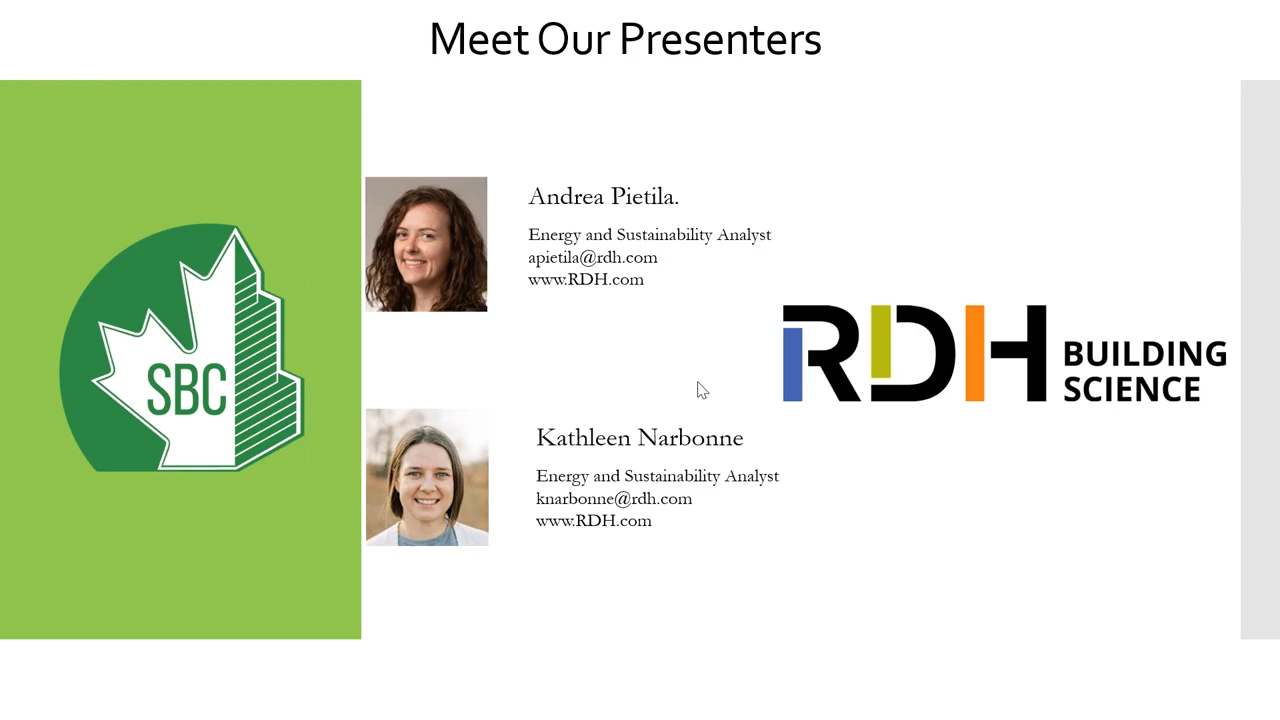 Meet Our Presenters
SBC
Andrea Pietila.
Energy and Sustainability Analyst
apietila@rdh.com
www.RDH.com
RDH BUILDING
SCIENCE
Kathleen Narbonne
Energy and Sustainability Analyst
knarbonne@rdh.com
www.RDH.com